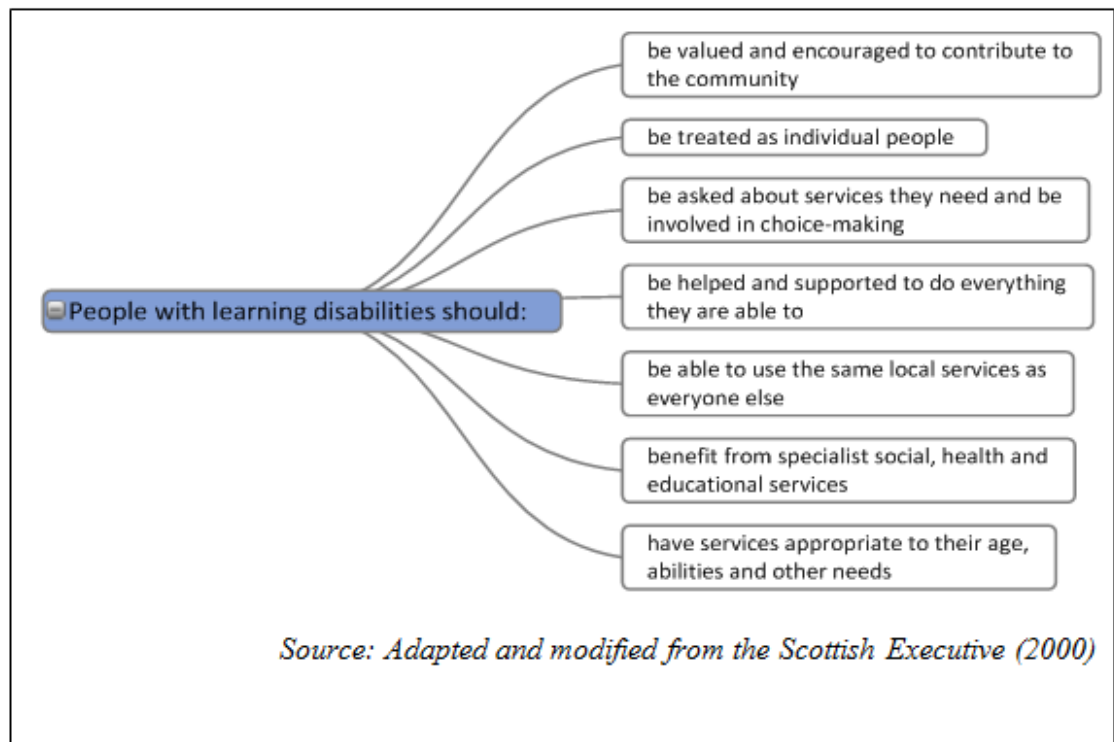 be valued and encouraged to contribute to
the community
be treated as individual people
be asked about services they need and be
involved in choice-making
People with learning disabilities should:
be helped and supported to do everything
they are able to
be able to use the same local services as
everyone else
benefit from specialist social, health and
educational services
have services appropriate to their age,
abilities and other needs
Source: Adapted and modified from the Scottish Executive (2000)